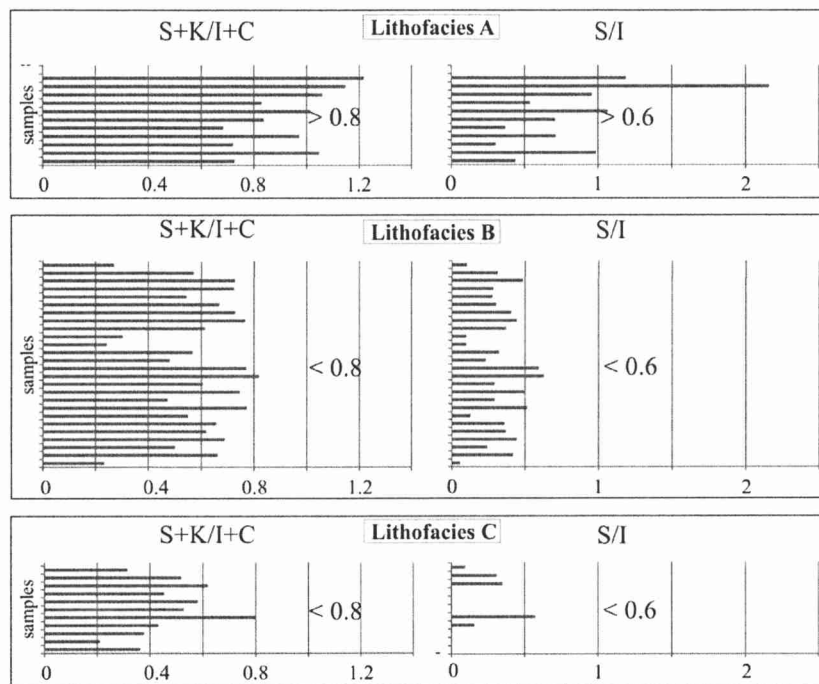 S+K/I+C Lithofacies A S/I
samples
> 0.8 > 0.6
0 0.4 0.8 1.2 0 1 2
S+K/I+C Lithofacies B S/I
samples
< 0.8 < 0.6
0 0.4 0.8 1.2 0 1 2
S+K/I+C Lithofacies C S/I
samples
< 0.8 < 0.6
0 0.4 0.8 1.2 0 1 2